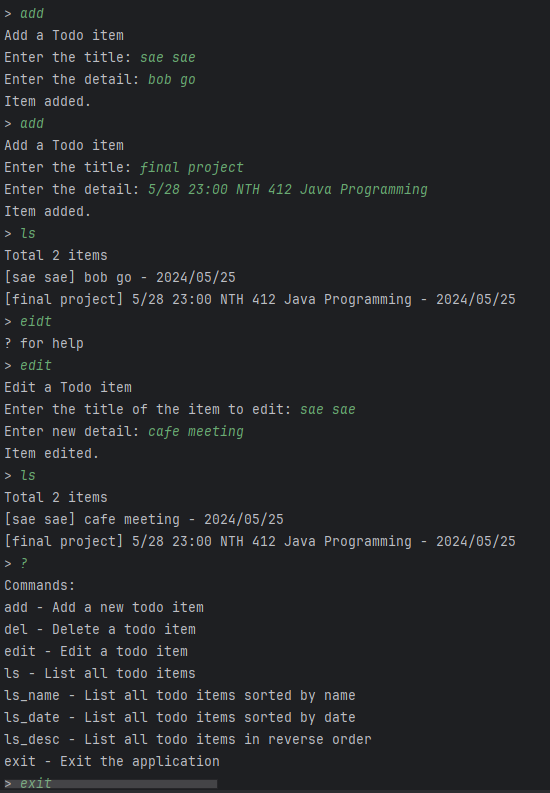 > add
Add a Todo item
Enter the title: sae sae
Enter the detail: bob go
Item added.
> add
Add a Todo item
Enter the title: final project
Enter the detail: 5/28 23:00 NTH 412 Java Programming
Item added.
> ls
Total 2 items
[sae sae] bob go - 2024/05/25
[final project] 5/28 23:00 NTH 412 Java Programming - 2024/05/25
> eidt
? for help
> edit
Edit a Todo item
Enter the title of the item to edit: sae sae
Enter new detail: cafe meeting
Item edited.
> ls
Total 2 items
[sae sae] cafe meeting - 2024/05/25
[final project] 5/28 23:00 NTH 412 Java Programming - 2024/05/25
> ?
Commands:
add - Add a new todo item
del - Delete a todo item
edit - Edit a todo item
ls - List all todo items
ls_name - List all todo items sorted by name
ls_date - List all todo items sorted by date
ls_desc - List all todo items in reverse order
exit - Exit the application
> exit